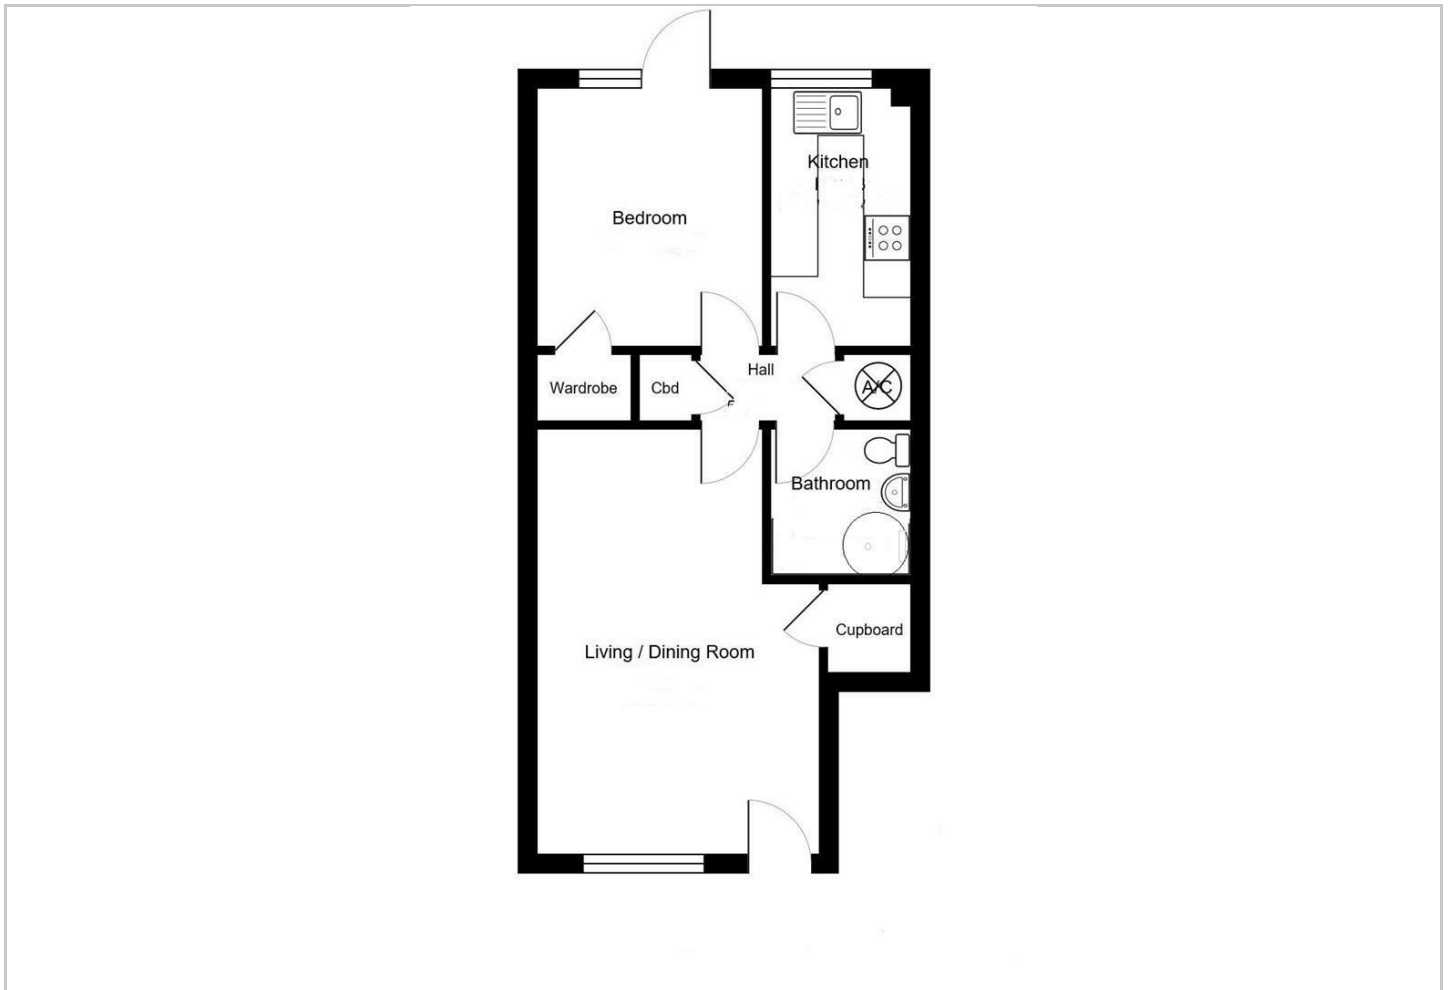 Kitchen
Bedroom
Hall
Wardrobe
Cbd
A/C
Bathroom
Cupboard
Living / Dining Room